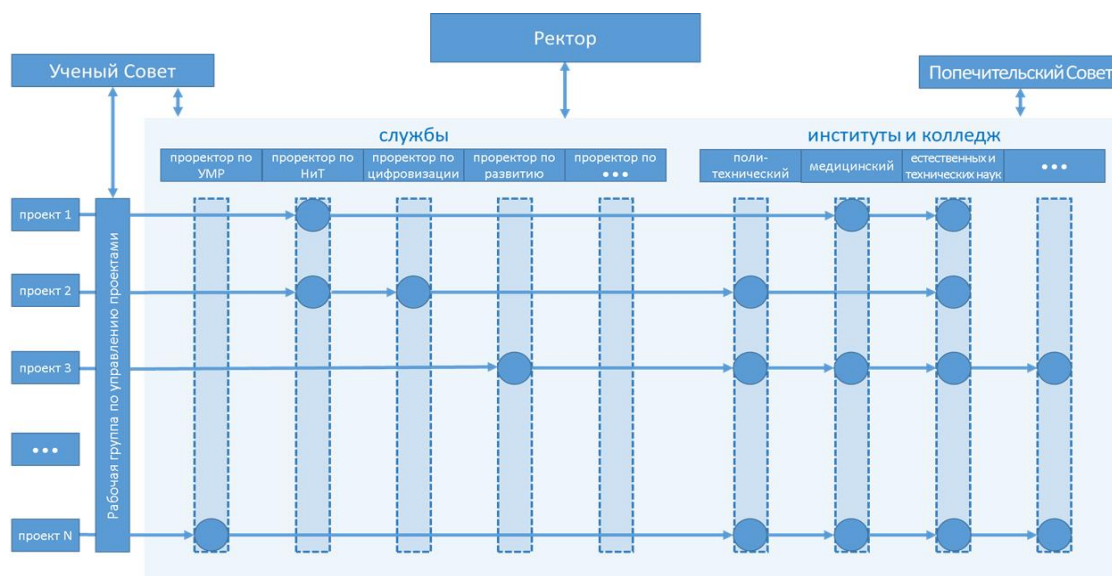 Ректор
Ученый Совет
Попечительский Совет
службы
институты и колледж
проректор по
УМР
проректор по
НиТ
проректор по
цифровизации
проректор по
развитию
проректор по
•••
поли-
технический
медицинский
естественных и
технических наук
•••
Рабочая группа по управлению проектами
проект 1
проект 2
проект 3
•••
проект N